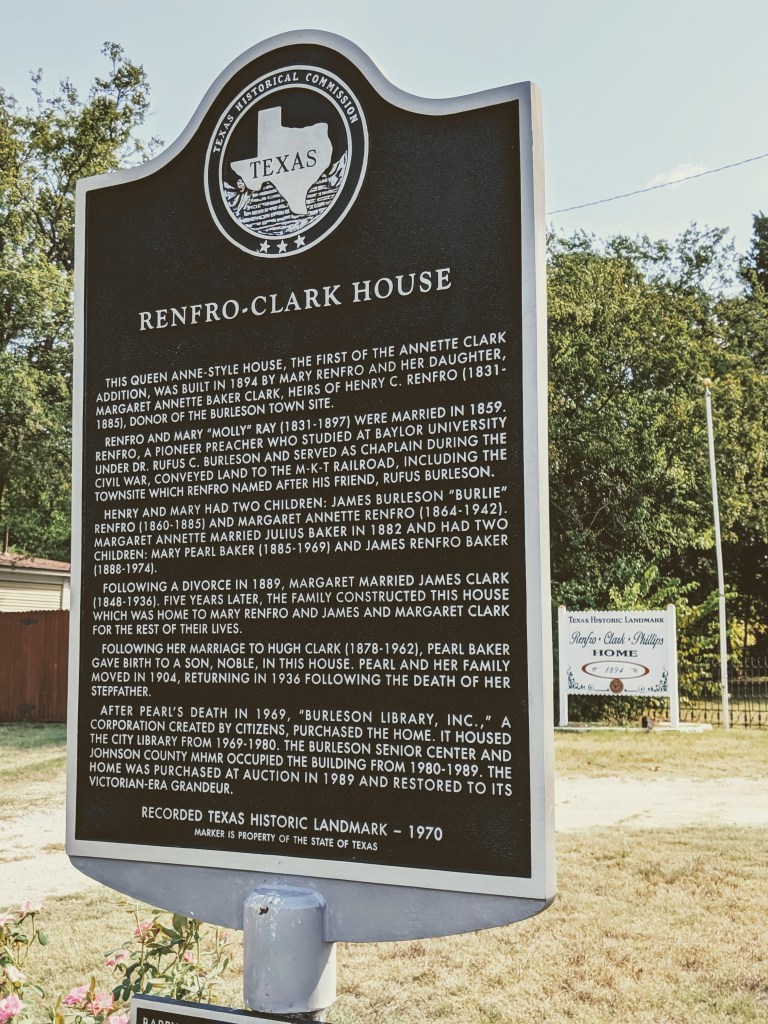 TEXAS HISTORICAL COMMISSION
TEXAS
RENFRO-CLARK HOUSE
THIS QUEEN ANNE-STYLE HOUSE, THE FIRST OF THE ANNETTE CLARK
ADDITION, WAS BUILT IN 1894 BY MARY RENFRO AND HER DAUGHTER,
MARGARET ANNETTE BAKER CLARK, HEIRS OF HENRY C. RENFRO (1831-
1885), DONOR OF THE BURLESON TOWN SITE.
RENFRO AND MARY "MOLLY" RAY (1831-1897) WERE MARRIED IN 1859.
RENFRO, A PIONEER PREACHER WHO STUDIED AT BAYLOR UNIVERSITY
UNDER DR. RUFUS C. BURLESON AND SERVED AS CHAPLAIN DURING THE
CIVIL WAR, CONVEYED LAND TO THE M-K-T RAILROAD, INCLUDING THE
TOWNSITE WHICH RENFRO NAMED AFTER HIS FRIEND, RUFUS BURLESON.
HENRY AND MARY HAD TWO CHILDREN: JAMES BURLESON "BURLIE"
RENFRO (1860-1885) AND MARGARET ANNETTE RENFRO (1864-1942).
MARGARET ANNETTE MARRIED JULIUS BAKER IN 1882 AND HAD TWO
CHILDREN: MARY PEARL BAKER (1885-1969) AND JAMES RENFRO BAKER
(1888-1974).
FOLLOWING A DIVORCE IN 1889, MARGARET MARRIED JAMES CLARK
(1848-1936). FIVE YEARS LATER, THE FAMILY CONSTRUCTED THIS HOUSE
WHICH WAS HOME TO MARY RENFRO AND JAMES AND MARGARET CLARK
FOR THE REST OF THEIR LIVES.
FOLLOWING HER MARRIAGE TO HUGH CLARK (1878-1962), PEARL BAKER
GAVE BIRTH TO A SON, NOBLE, IN THIS HOUSE. PEARL AND HER FAMILY
MOVED IN 1904, RETURNING IN 1936 FOLLOWING THE DEATH OF HER
STEPFATHER.
AFTER PEARL'S DEATH IN 1969, "BURLESON LIBRARY, INC.," A
CORPORATION CREATED BY CITIZENS, PURCHASED THE HOME. IT HOUSED
THE CITY LIBRARY FROM 1969-1980. THE BURLESON SENIOR CENTER AND
JOHNSON COUNTY MHMR OCCUPIED THE BUILDING FROM 1980-1989. THE
HOME WAS PURCHASED AT AUCTION IN 1989 AND RESTORED TO ITS
VICTORIAN-ERA GRANDEUR.
RECORDED TEXAS HISTORIC LANDMARK – 1970
MARKER IS PROPERTY OF THE STATE OF TEXAS
TEXAS HISTORIC LANDMARK
Renfro · Clark · Phillips
HOME
1894